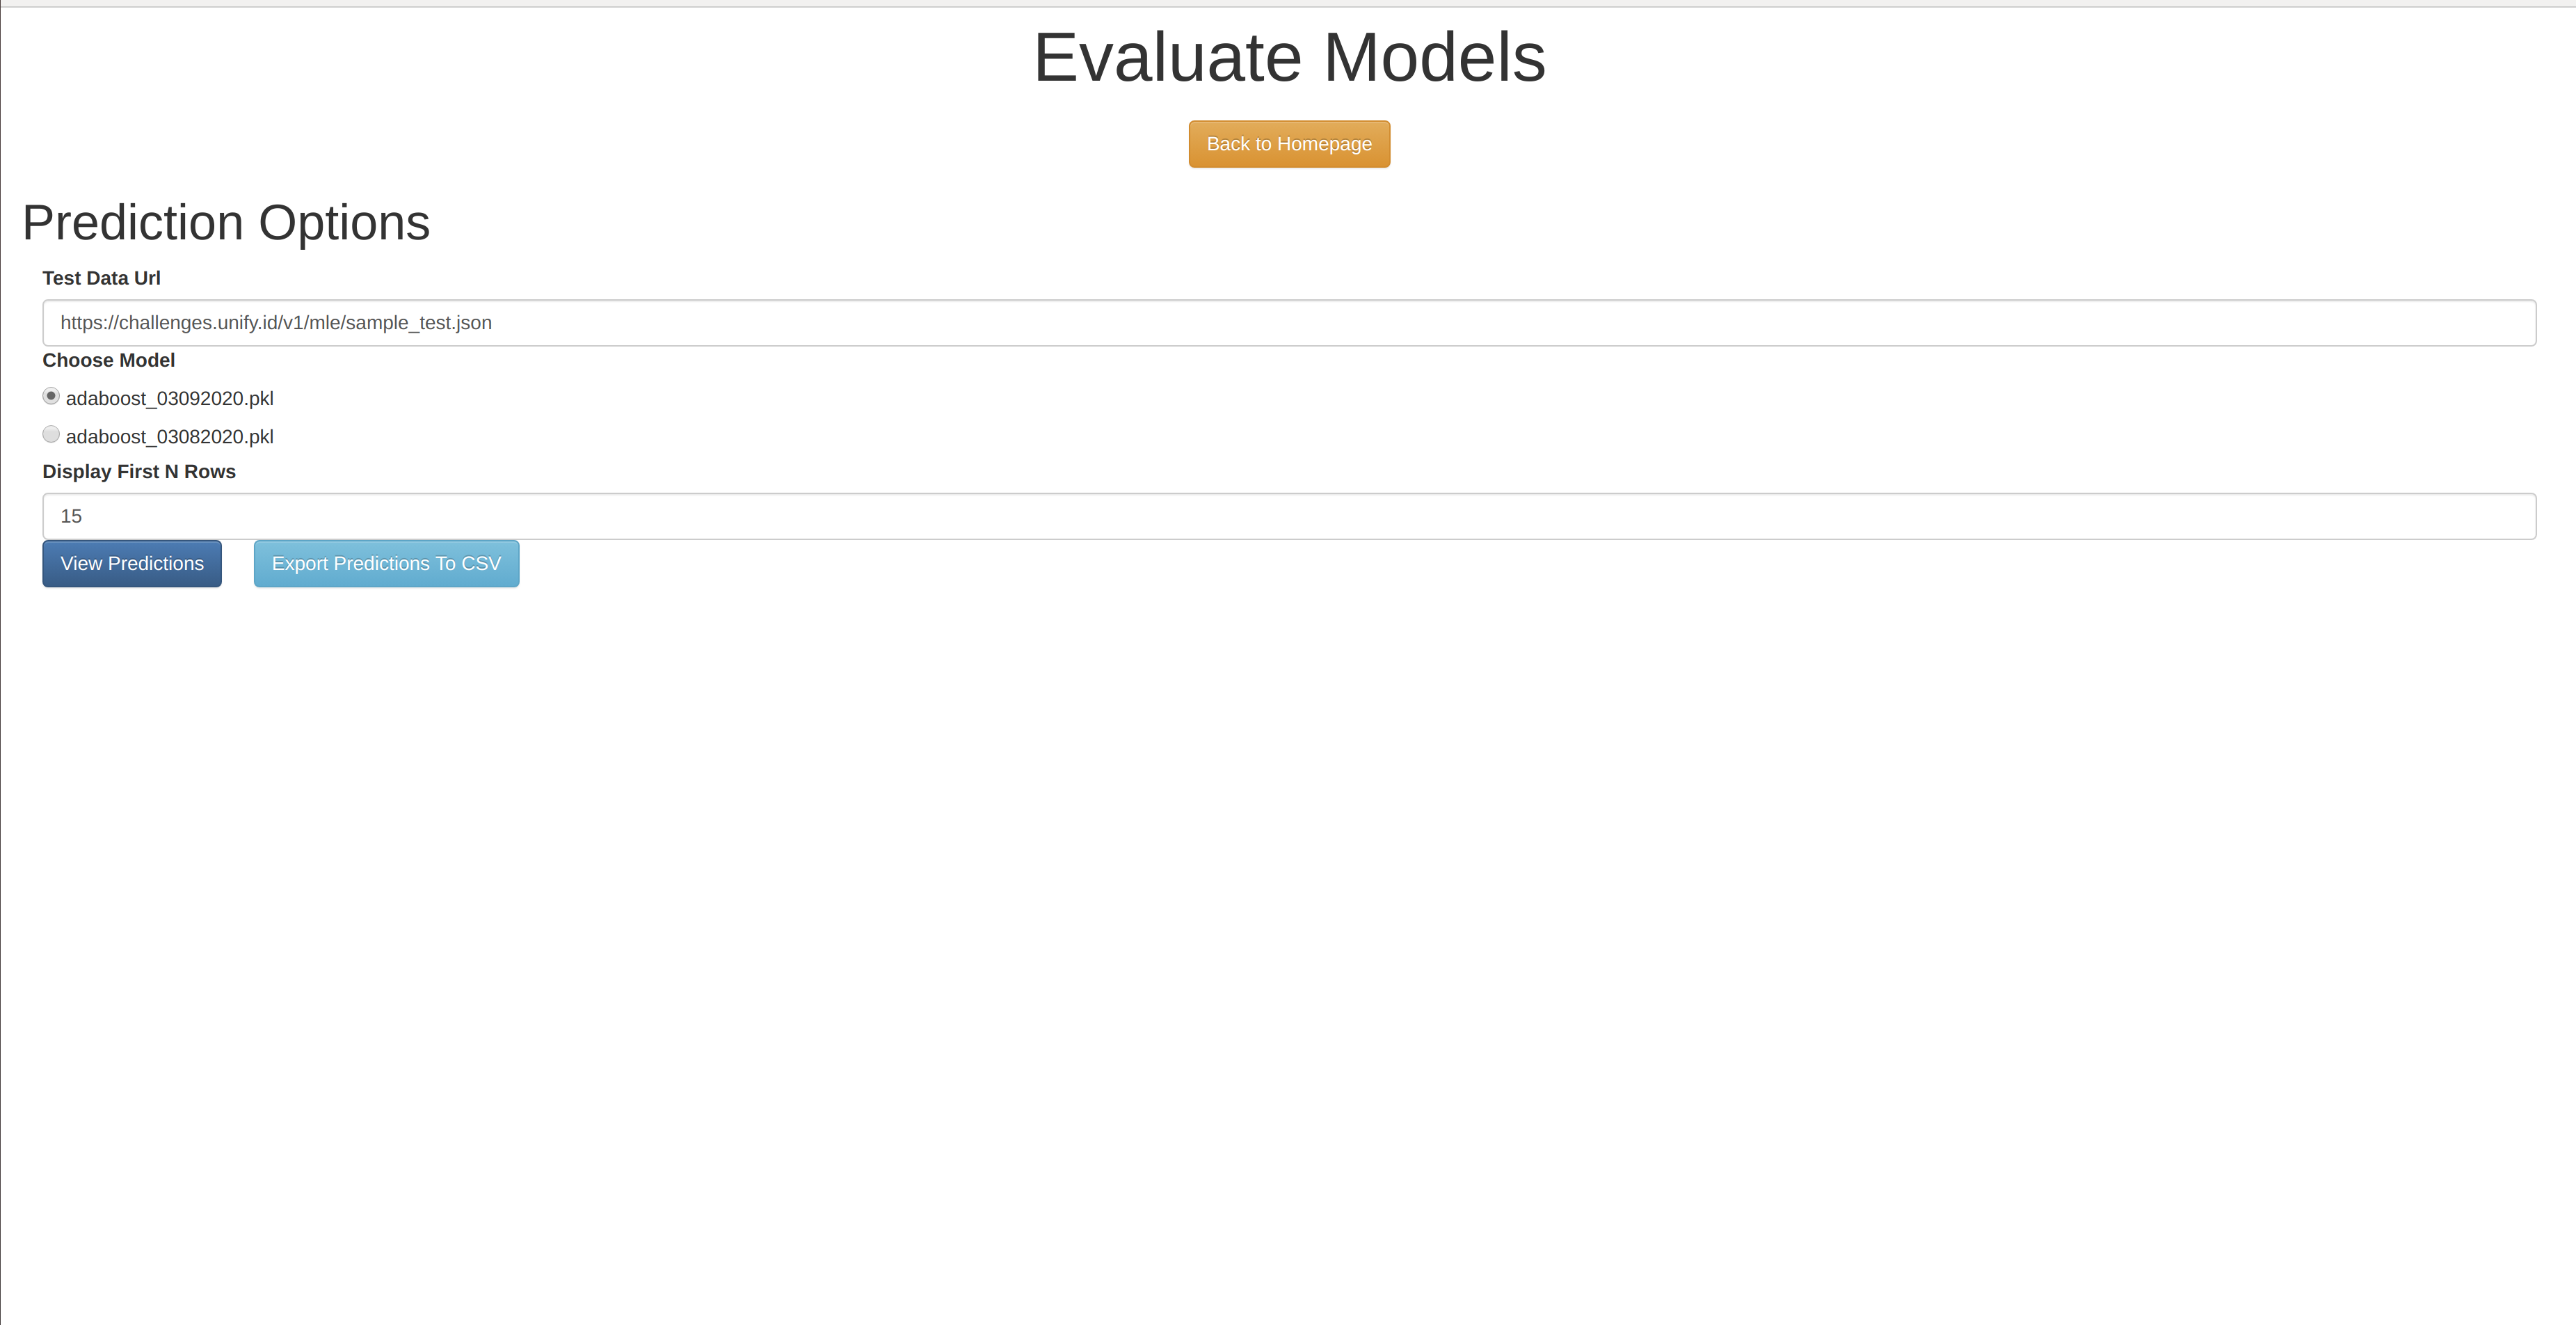 Evaluate Models
Back to Homepage
Prediction Options
Test Data Url
https://challenges.unify.id/v1/mle/sample_test.json
Choose Model
adaboost_03092020.pkl
adaboost_03082020.pkl
Display First N Rows
15
View Predictions Export Predictions To CSV